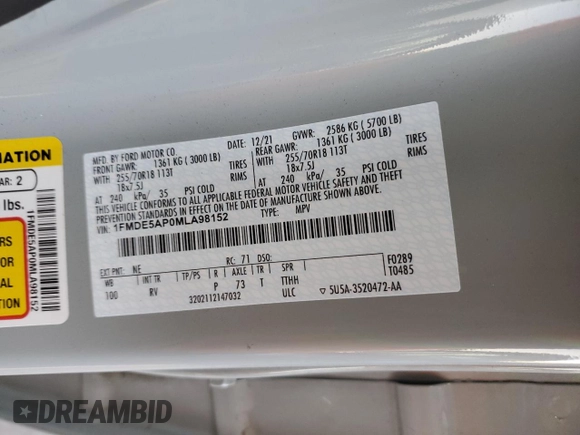 MFD. BY FORD MOTOR CO.
DATE: 12/21 GVWR: 2586 KG (5700 LB)
FRONT GAWR: 1361 KG (3000 LB) REAR GAWR: 1361 KG (3000 LB)
WITH 255/70R18 113T TIRES WITH 255/70R18 113T TIRES
18x7.5J RIMS 18x7.5J RIMS
AT 240 kPa/ 35 PSI COLD AT 240 kPa/ 35 PSI COLD
THIS VEHICLE CONFORMS TO ALL APPLICABLE FEDERAL MOTOR VEHICLE SAFETY AND THEFT
PREVENTION STANDARDS IN EFFECT ON THE DATE OF MANUFACTURE SHOWN ABOVE.
VIN: 1FMDE5AP0MLA98152 TYPE: MPV
F0289
T0485
EXT PNT: NE RC: 71 DSO:
WB INT TR TP/PS R AXLE TR SPR
100 RV P 73 T TTHH
3202112147032 ULC
5USA-3520472-AA
MATION
AR: 2
lbs.
1FMDE5AP0MLA98152
RS
OR
DREAMBID